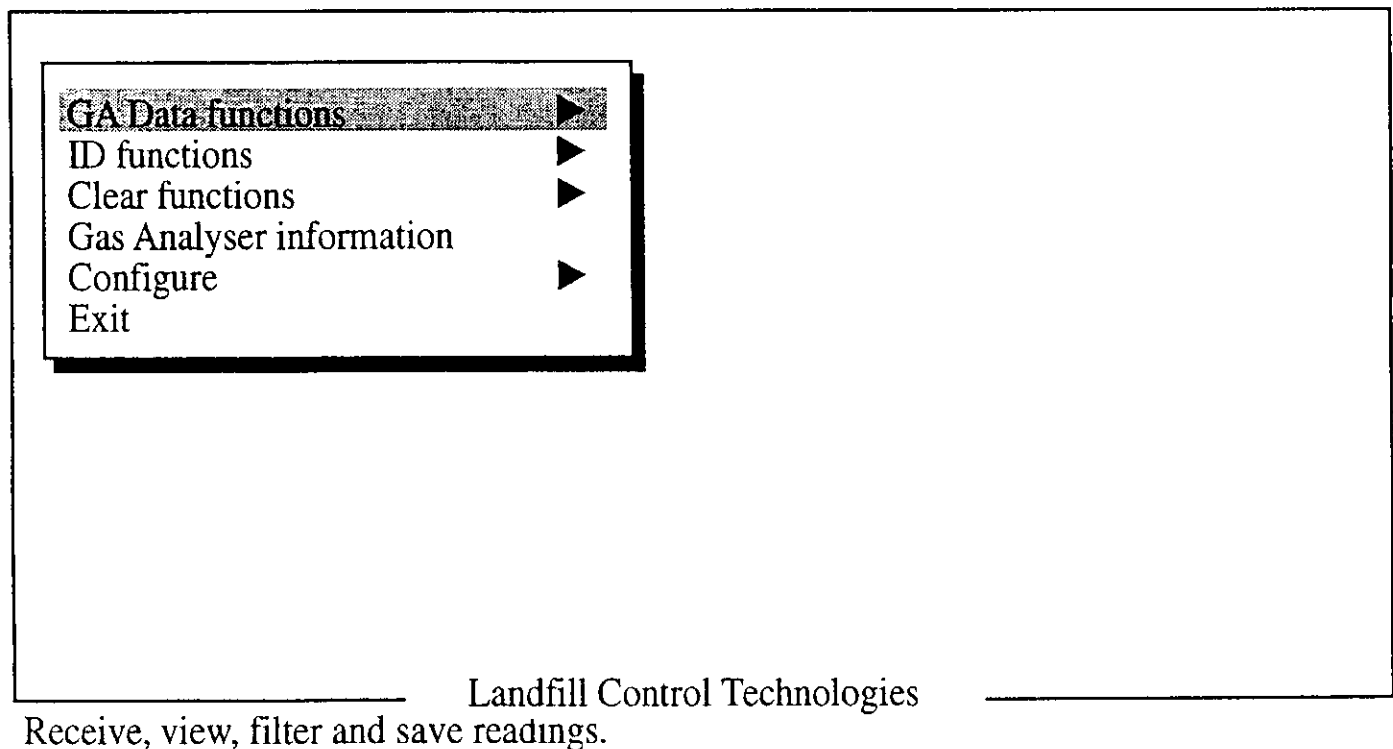 GA Data functions
ID functions
Clear functions
Gas Analyser information
Configure
Exit
Landfill Control Technologies
Receive, view, filter and save readings.